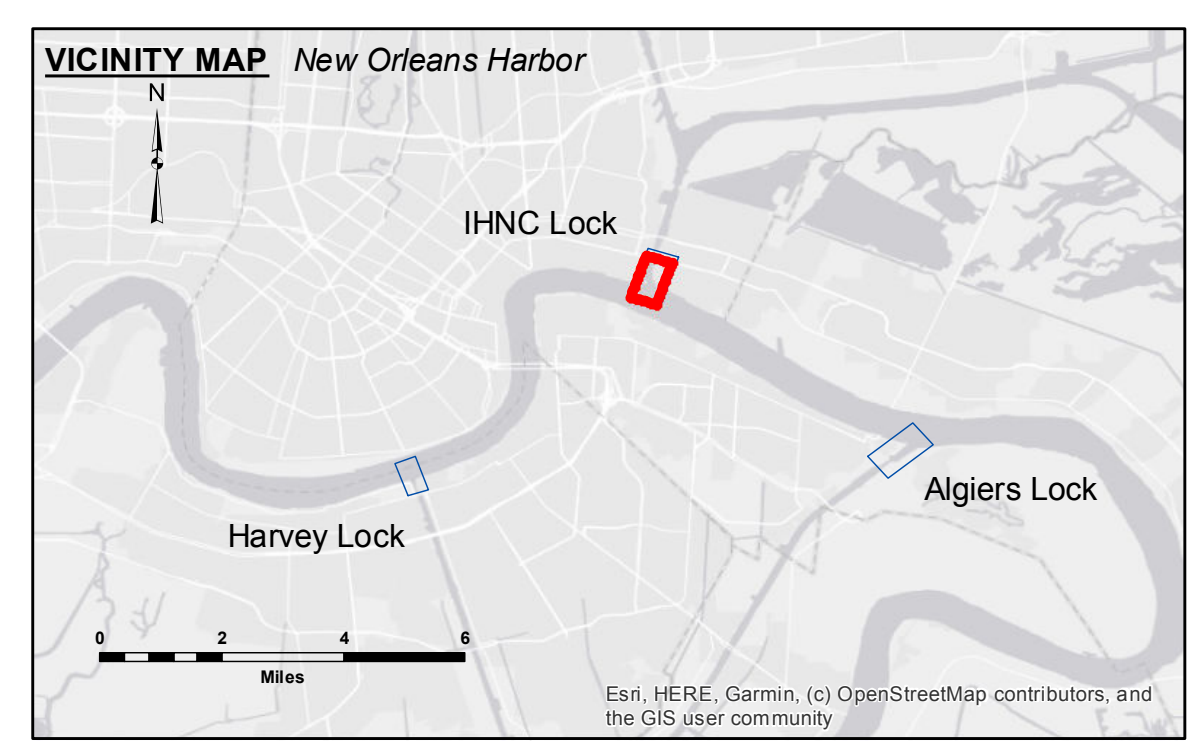 VICINITY MAP New Orleans Harbor
N
IHNC Lock
Algiers Lock
Harvey Lock
0 2 4 6
Miles
Esri, HERE, Garmin, (c) OpenStreetMap contributors, and
the GIS user community